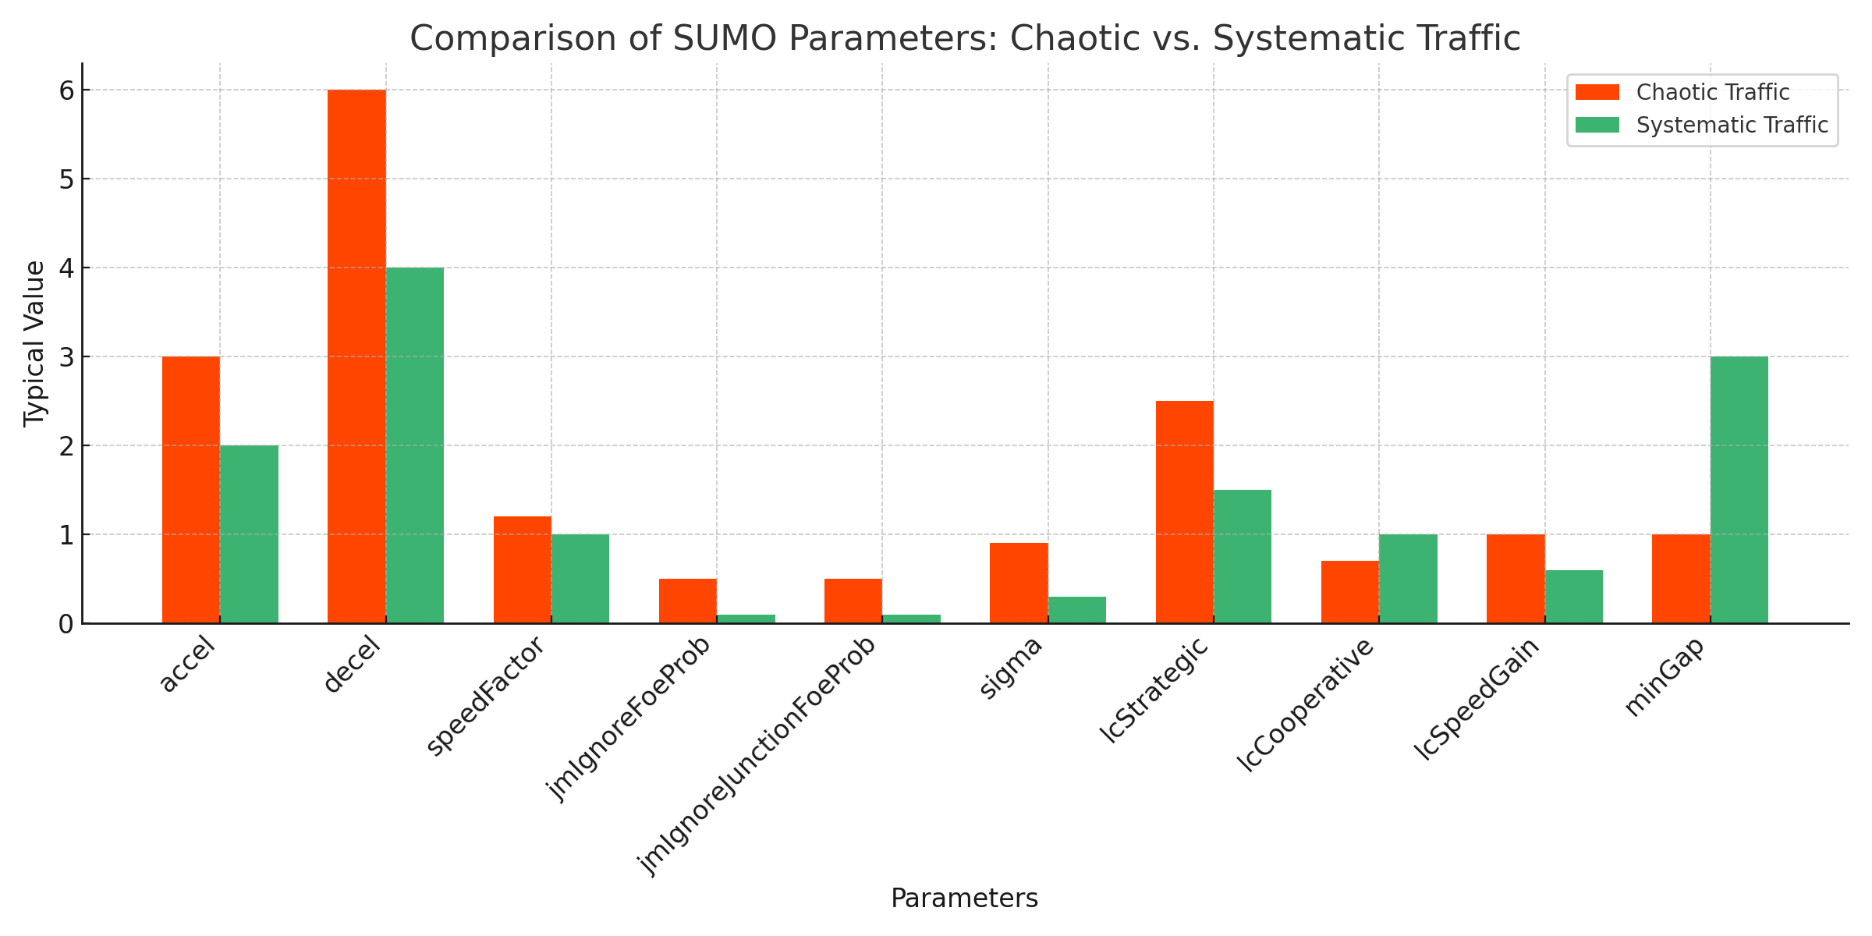 Comparison of SUMO Parameters: Chaotic vs. Systematic Traffic
Chaotic Traffic
Systematic Traffic
Typical Value
6
5
4
3
2
1
0
accel
decel
speedFactor
jmIgnoreFoeProb
jmIgnoreJunctionFoeProb
sigma
lcStrategic
lcCooperative
lcSpeedGain
minGap
Parameters